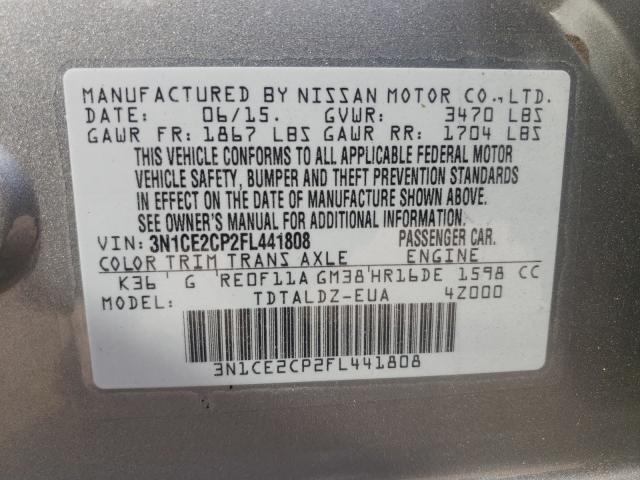 MANUFACTURED BY NISSAN MOTOR CO.,LTD.
DATE: 06/15. GVWR: 3470 LBS
GAWR FR: 1867 LBS GAWR RR: 1704 LBS
THIS VEHICLE CONFORMS TO ALL APPLICABLE FEDERAL MOTOR
VEHICLE SAFETY, BUMPER AND THEFT PREVENTION STANDARDS
IN EFFECT ON THE DATE OF MANUFACTURE SHOWN ABOVE.
SEE OWNER'S MANUAL FOR ADDITIONAL INFORMATION.
VIN: 3N1CE2CP2FL441808 PASSENGER CAR.
COLOR TRIM TRANS AXLE ENGINE
K36 G RE0F11A GM38 HR16DE 1598 CC
MODEL: TDTALDZ-EUA 4Z000
3N1CE2CP2FL441808